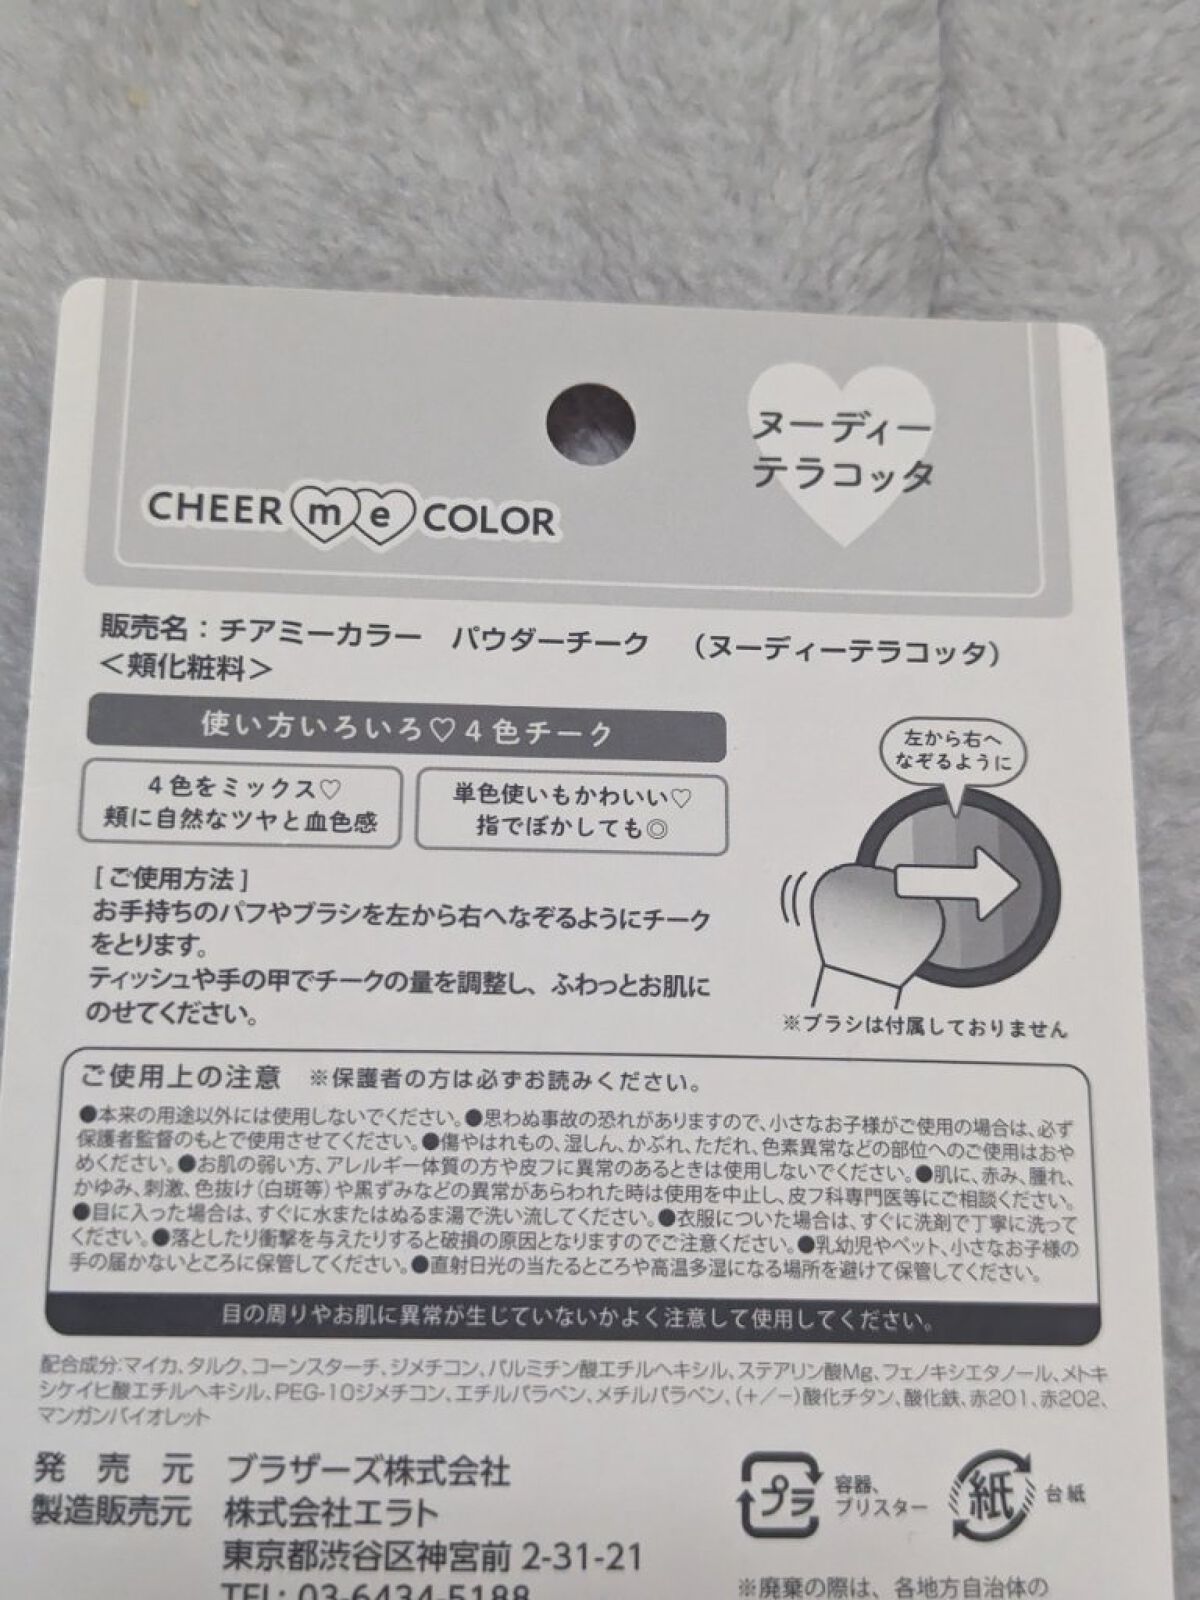 ヌーディー
テラコッタ
CHEER me COLOR
販売名：チアミーカラー　パウダーチーク　（ヌーディーテラコッタ）
＜頬化粧料＞
使い方いろいろ♡4色チーク
4色をミックス♡
頬に自然なツヤと血色感
単色使いもかわいい♡
指でぼかしても◎
左から右へ
なぞるように
[ご使用方法]
お手持ちのパフやブラシを左から右へなぞるようにチーク
をとります。
ティッシュや手の甲でチークの量を調整し、ふわっとお肌に
のせてください。
※ブラシは付属しておりません
ご使用上の注意　※保護者の方は必ずお読みください。
●本来の用途以外には使用しないでください。●思わぬ事故の恐れがありますので、小さなお子様がご使用の場合は、必ず
保護者監督のもとで使用させてください。●傷やはれもの、湿しん、かぶれ、ただれ、色素異常などの部位へのご使用はおや
めください。●お肌の弱い方、アレルギー体質の方や皮フに異常のあるときは使用しないでください。●肌に、赤み、腫れ、
かゆみ、刺激、色抜け（白斑等）や黒ずみなどの異常があらわれた時は使用を中止し、皮フ科専門医等にご相談ください。
●目に入った場合は、すぐに水またはぬるま湯で洗い流してください。●衣服についた場合は、すぐに洗剤で丁寧に洗って
ください。●落としたり衝撃を与えたりすると破損の原因となりますのでご注意ください。●乳幼児やペット、小さなお子様の
手の届かないところに保管してください。●直射日光の当たるところや高温多湿になる場所を避けて保管してください。
目の周りやお肌に異常が生じていないかよく注意して使用してください。
配合成分:マイカ、タルク、コーンスターチ、ジメチコン、パルミチン酸エチルヘキシル、ステアリン酸Mg、フェノキシエタノール、メトキ
シケイヒ酸エチルヘキシル、PEG-10ジメチコン、エチルパラベン、メチルパラベン、(+/-)酸化チタン、酸化鉄、赤201、赤202、
マンガンバイオレット
発売元　ブラザーズ株式会社
製造販売元　株式会社エラト
東京都渋谷区神宮前 2-31-21
TEL: 03-6434-5188
プラ
容器、
ブリスター
紙
台紙
※廃棄の際は、各地方自治体の